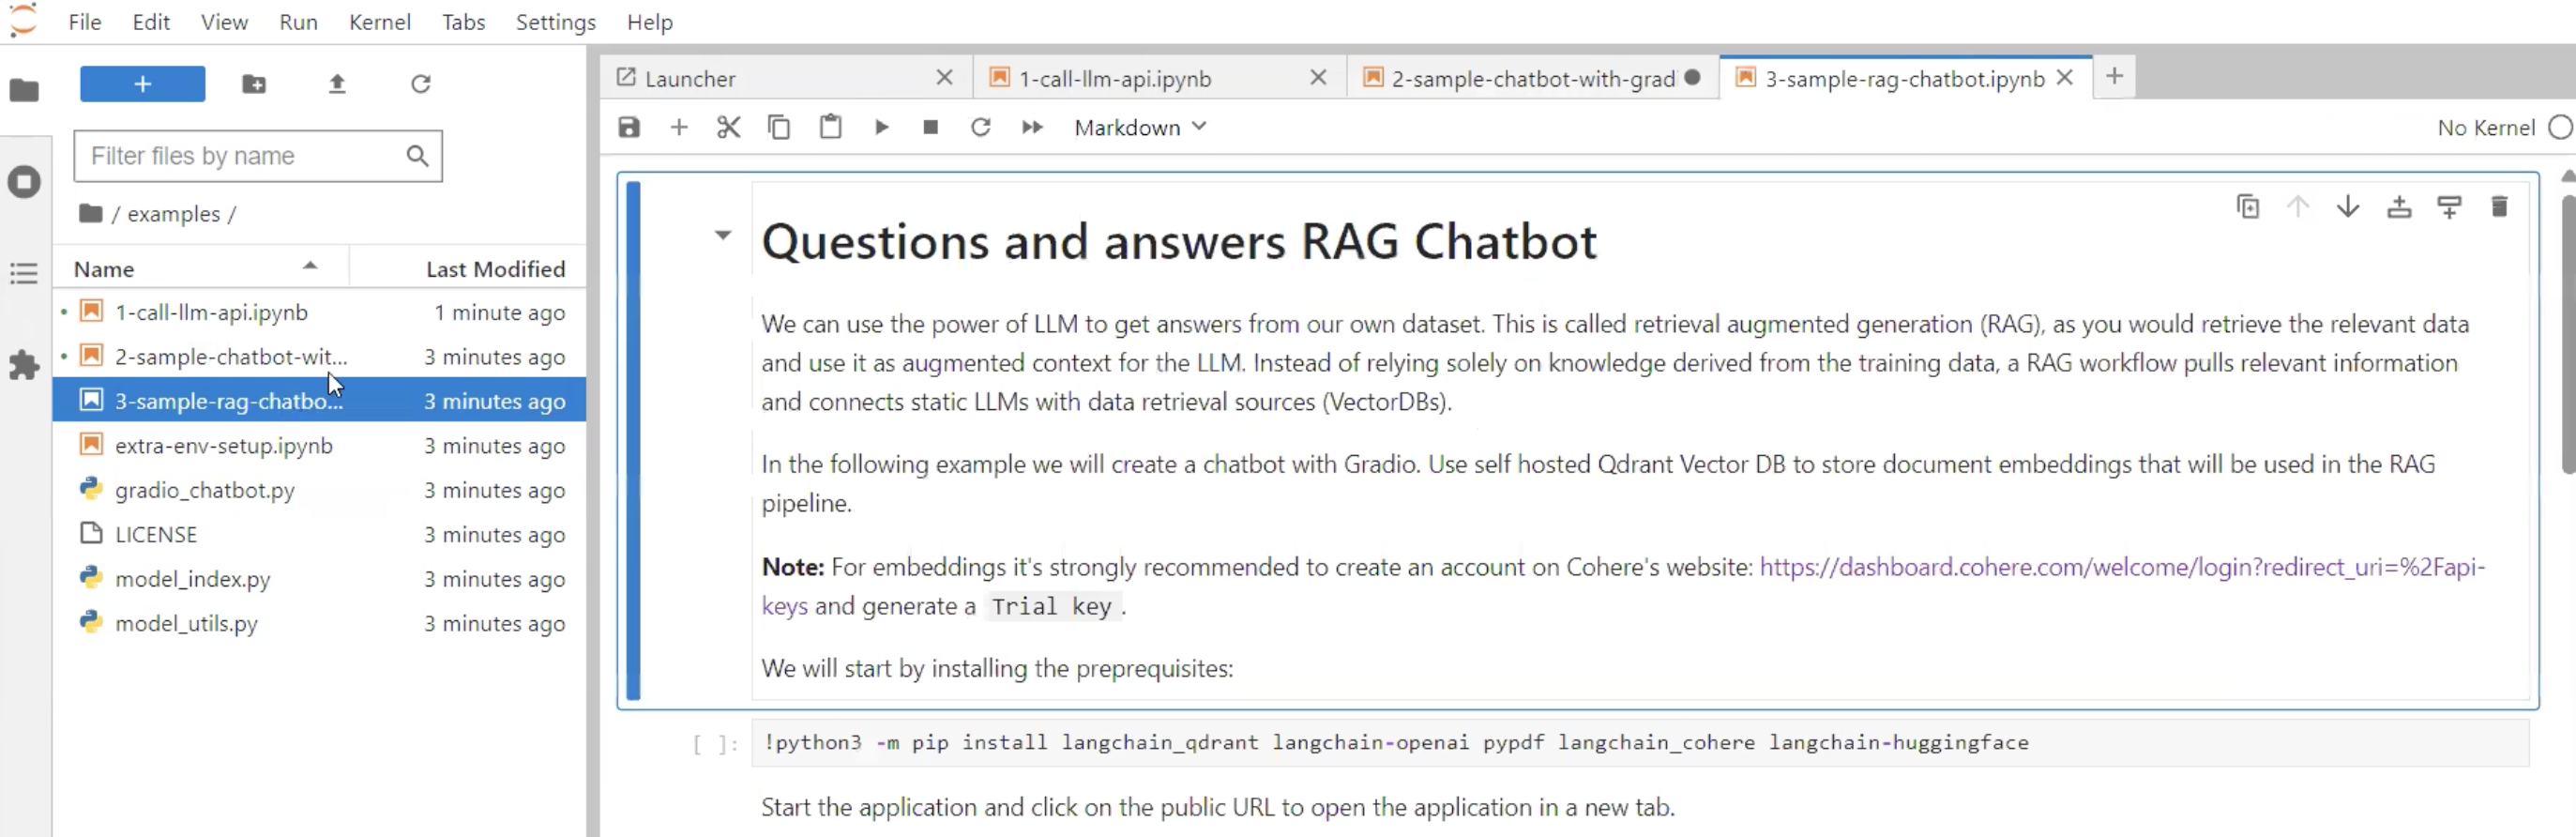 File Edit View Run Kernel Tabs Settings Help
+
Filter files by name
/ examples /
Name Last Modified
1-call-llm-api.ipynb 1 minute ago
2-sample-chatbot-wit... 3 minutes ago
3-sample-rag-chatbo... 3 minutes ago
extra-env-setup.ipynb 3 minutes ago
gradio_chatbot.py 3 minutes ago
LICENSE 3 minutes ago
model_index.py 3 minutes ago
model_utils.py 3 minutes ago
Launcher 1-call-llm-api.ipynb 2-sample-chatbot-with-grad 3-sample-rag-chatbot.ipynb
Markdown No Kernel
Questions and answers RAG Chatbot
We can use the power of LLM to get answers from our own dataset. This is called retrieval augmented generation (RAG), as you would retrieve the relevant data
and use it as augmented context for the LLM. Instead of relying solely on knowledge derived from the training data, a RAG workflow pulls relevant information
and connects static LLMs with data retrieval sources (VectorDBs).
In the following example we will create a chatbot with Gradio. Use self hosted Qdrant Vector DB to store document embeddings that will be used in the RAG
pipeline.
Note: For embeddings it's strongly recommended to create an account on Cohere's website: https://dashboard.cohere.com/welcome/login?redirect_uri=%2Fapi-
keys and generate a Trial key .
We will start by installing the preprequisites:
[ ]: !python3 -m pip install langchain_qdrant langchain-openai pypdf langchain_cohere langchain-huggingface
Start the application and click on the public URL to open the application in a new tab.